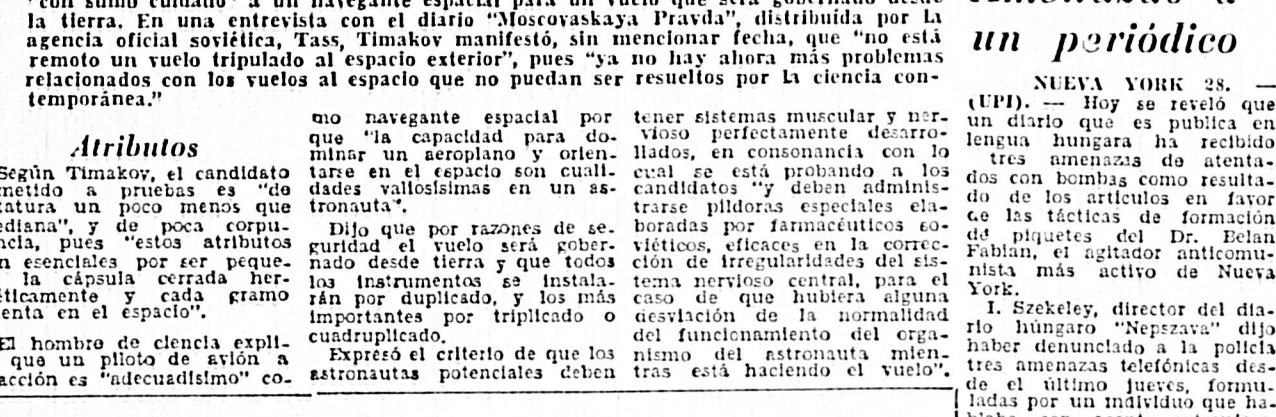 "con sumo cuidado" a un navegante espacial para un vuelo que será gobernado desde
la tierra. En una entrevista con el diario "Moscovaskaya Pravda", distribuída por la
agencia oficial soviética, Tass, Timakov manifestó, sin mencionar fecha, que "no está
remoto un vuelo tripulado al espacio exterior", pues "ya no hay ahora más problemas
relacionados con los vuelos al espacio que no puedan ser resueltos por la ciencia con-
temporánea."
Atributos
Según Timakov, el candidato
metido a pruebas es "de
tatura un poco menos que
ediana", y de poca corpu-
ncia, pues "estos atributos
n esenciales por ser peque-
la cápsula cerrada her-
éticamente y cada gramo
enta en el espacio".
El hombre de ciencia expli-
que un piloto de avión a
acción es "adecuadísimo" co-
mo navegante espacial por
que "la capacidad para do-
minar un aeroplano y orien-
tarse en el espacio son cuali-
dades valiosísimas en un as-
tronauta".
Dijo que por razones de se-
guridad el vuelo será gober-
nado desde tierra y que todos
los instrumentos se instala-
rán por duplicado, y los más
importantes por triplicado o
cuadruplicado.
Expresó el criterio de que los
astronautas potenciales deben
tener sistemas muscular y ner-
vioso perfectamente desarro-
llados, en consonancia con lo
cual se está probando a los
candidatos "y deben adminis-
trarse píldoras especiales ela-
boradas por farmacéuticos so-
viéticos, eficaces en la correc-
ción de irregularidades del sis-
tema nervioso central, para el
caso de que hubiera alguna
desviación de la normalidad
del funcionamiento del orga-
nismo del astronauta mien-
tras está haciendo el vuelo".
un periódico
NUEVA YORK 28. —
(UPI). — Hoy se reveló que
un diario que es publica en
lengua hungara ha recibido
tres amenazas de atenta-
dos con bombas como resulta-
do de los artículos en favor
de las tácticas de formación
de piquetes del Dr. Belan
Fabian, el agitador anticomu-
nista más activo de Nueva
York.
I. Szekeley, director del dia-
rio húngaro "Nepszava" dijo
haber denunciado a la policía
tres amenazas telefónicas des-
de el último jueves, formu-
ladas por un individuo que ha-